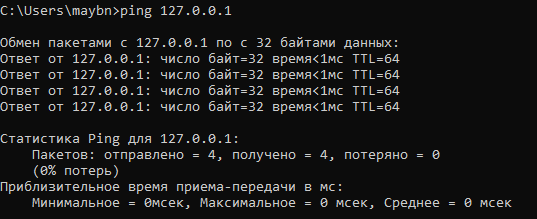 C:\Users\maybn>ping 127.0.0.1
Обмен пакетами с 127.0.0.1 по с 32 байтами данных:
Ответ от 127.0.0.1: число байт=32 время<1мс TTL=64
Ответ от 127.0.0.1: число байт=32 время<1мс TTL=64
Ответ от 127.0.0.1: число байт=32 время<1мс TTL=64
Ответ от 127.0.0.1: число байт=32 время<1мс TTL=64
Статистика Ping для 127.0.0.1:
Пакетов: отправлено = 4, получено = 4, потеряно = 0
(0% потерь)
Приблизительное время приема-передачи в мс:
Минимальное = 0мсек, Максимальное = 0 мсек, Среднее = 0 мсек